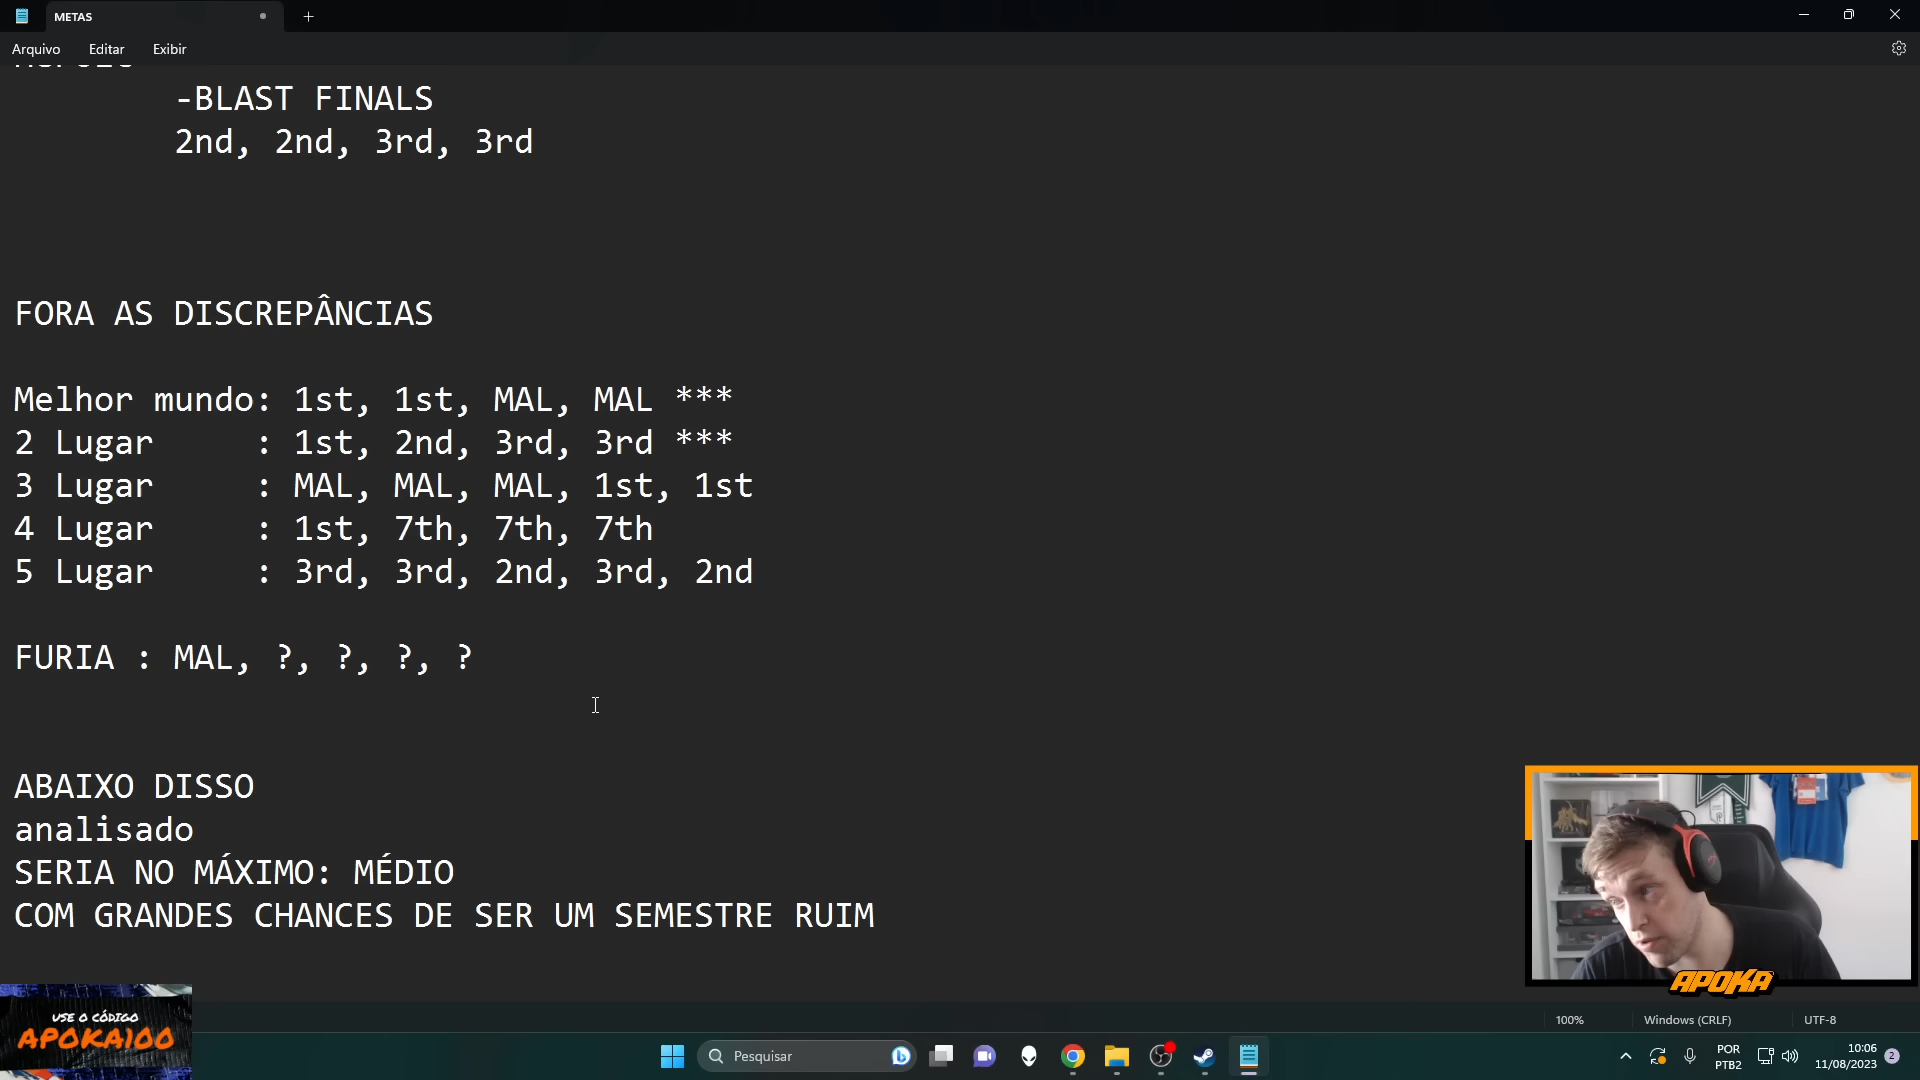 METAS
Arquivo Editar Exibir
-BLAST FINALS
2nd, 2nd, 3rd, 3rd
FORA AS DISCREPÂNCIAS
Melhor mundo: 1st, 1st, MAL, MAL ***
2 Lugar : 1st, 2nd, 3rd, 3rd ***
3 Lugar : MAL, MAL, MAL, 1st, 1st
4 Lugar : 1st, 7th, 7th, 7th
5 Lugar : 3rd, 3rd, 2nd, 3rd, 2nd
FURIA : MAL, ?, ?, ?, ?
ABAIXO DISSO
analisado
SERIA NO MÁXIMO: MÉDIO
COM GRANDES CHANCES DE SER UM SEMESTRE RUIM
APOKA
USE O CÓDIGO
APOKA100
100% Windows (CRLF) UTF-8
Pesquisar
POR
PTB2
10:06
11/08/2023
2